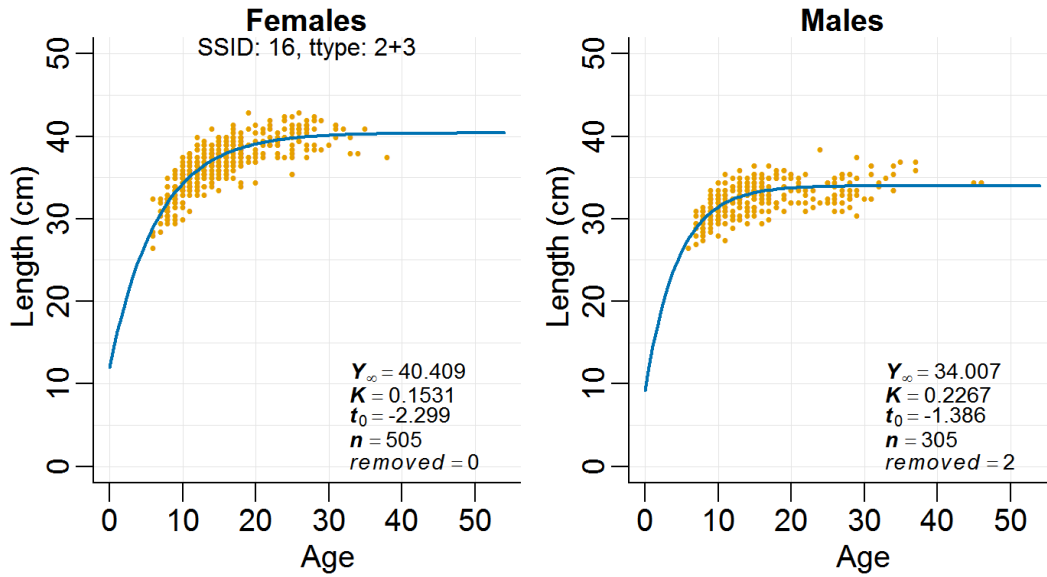 Females
SSID: 16, ttype: 2+3
Length (cm)
50
40
30
20
10
0
Y∞ = 40.409
K = 0.1531
t0 = -2.299
n = 505
removed = 0
0 10 20 30 40 50
Age
Males
Length (cm)
50
40
30
20
10
0
Y∞ = 34.007
K = 0.2267
t0 = -1.386
n = 305
removed = 2
0 10 20 30 40 50
Age